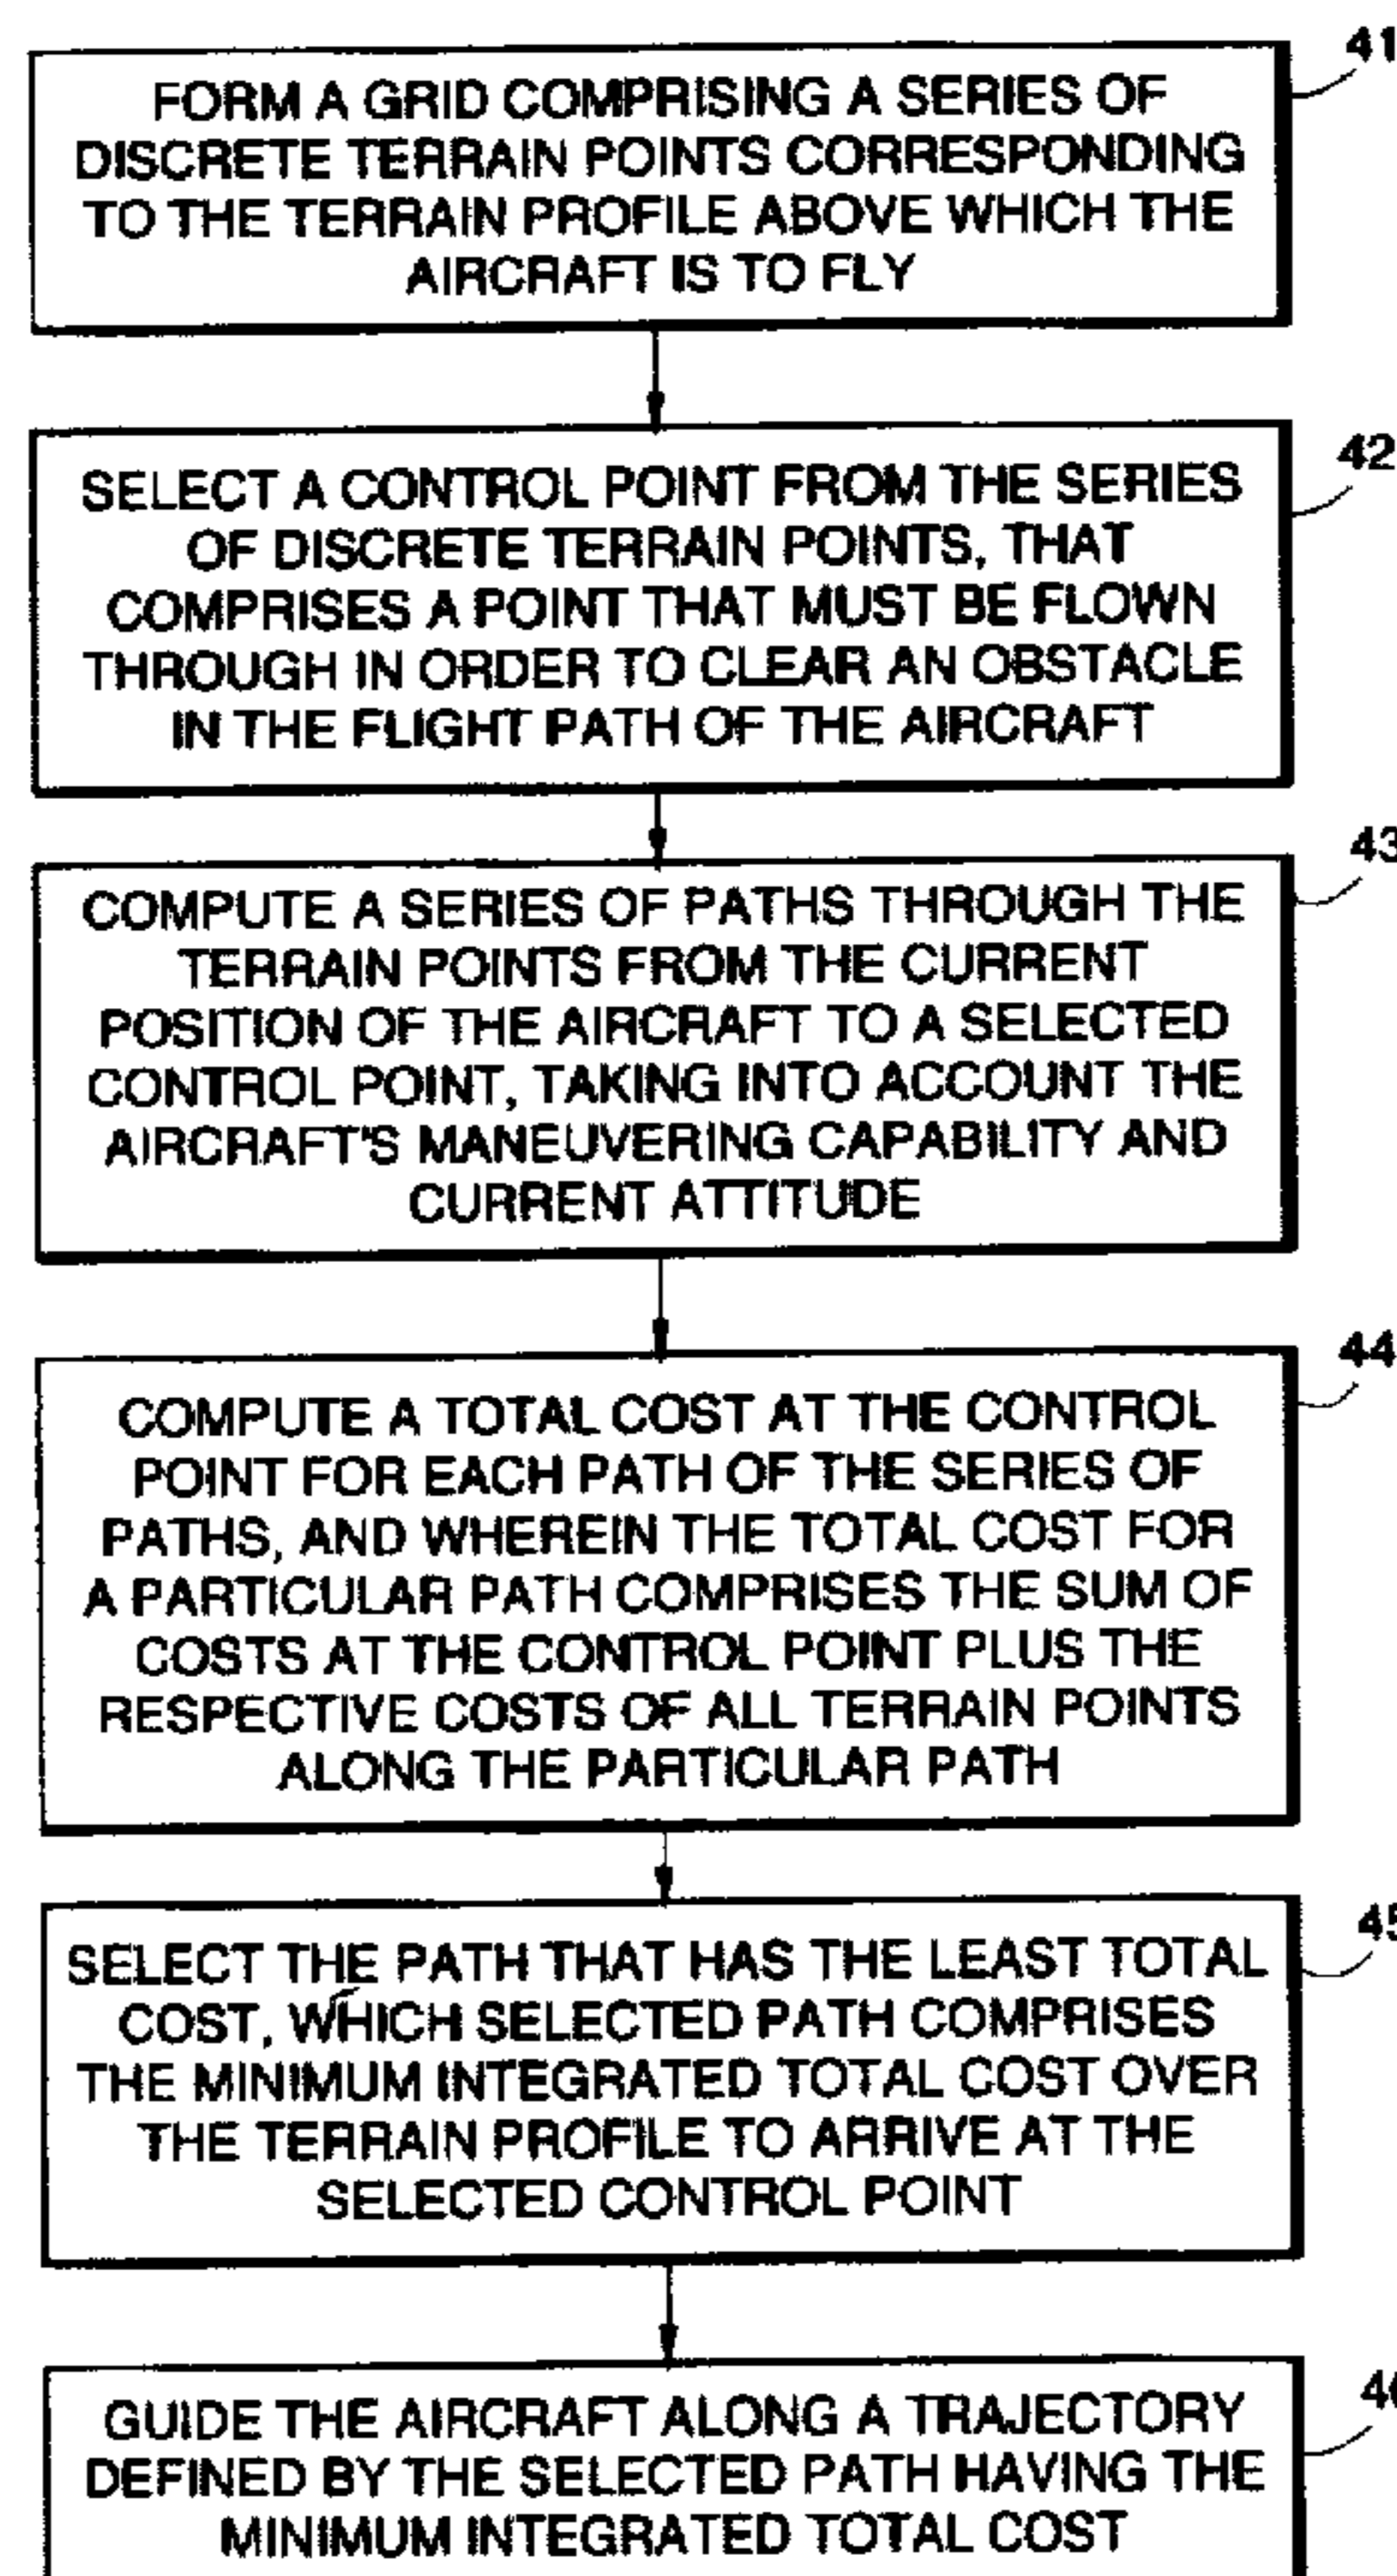 41
FORM A GRID COMPRISING A SERIES OF
DISCRETE TERRAIN POINTS CORRESPONDING
TO THE TERRAIN PROFILE ABOVE WHICH THE
AIRCRAFT IS TO FLY
42
SELECT A CONTROL POINT FROM THE SERIES
OF DISCRETE TERRAIN POINTS, THAT
COMPRISES A POINT THAT MUST BE FLOWN
THROUGH IN ORDER TO CLEAR AN OBSTACLE
IN THE FLIGHT PATH OF THE AIRCRAFT
43
COMPUTE A SERIES OF PATHS THROUGH THE
TERRAIN POINTS FROM THE CURRENT
POSITION OF THE AIRCRAFT TO A SELECTED
CONTROL POINT, TAKING INTO ACCOUNT THE
AIRCRAFT'S MANEUVERING CAPABILITY AND
CURRENT ATTITUDE
44
COMPUTE A TOTAL COST AT THE CONTROL
POINT FOR EACH PATH OF THE SERIES OF
PATHS, AND WHEREIN THE TOTAL COST FOR
A PARTICULAR PATH COMPRISES THE SUM OF
COSTS AT THE CONTROL POINT PLUS THE
RESPECTIVE COSTS OF ALL TERRAIN POINTS
ALONG THE PARTICULAR PATH
45
SELECT THE PATH THAT HAS THE LEAST TOTAL
COST, WHICH SELECTED PATH COMPRISES
THE MINIMUM INTEGRATED TOTAL COST OVER
THE TERRAIN PROFILE TO ARRIVE AT THE
SELECTED CONTROL POINT
GUIDE THE AIRCRAFT ALONG A TRAJECTORY
DEFINED BY THE SELECTED PATH HAVING THE
MINIMUM INTEGRATED TOTAL COST